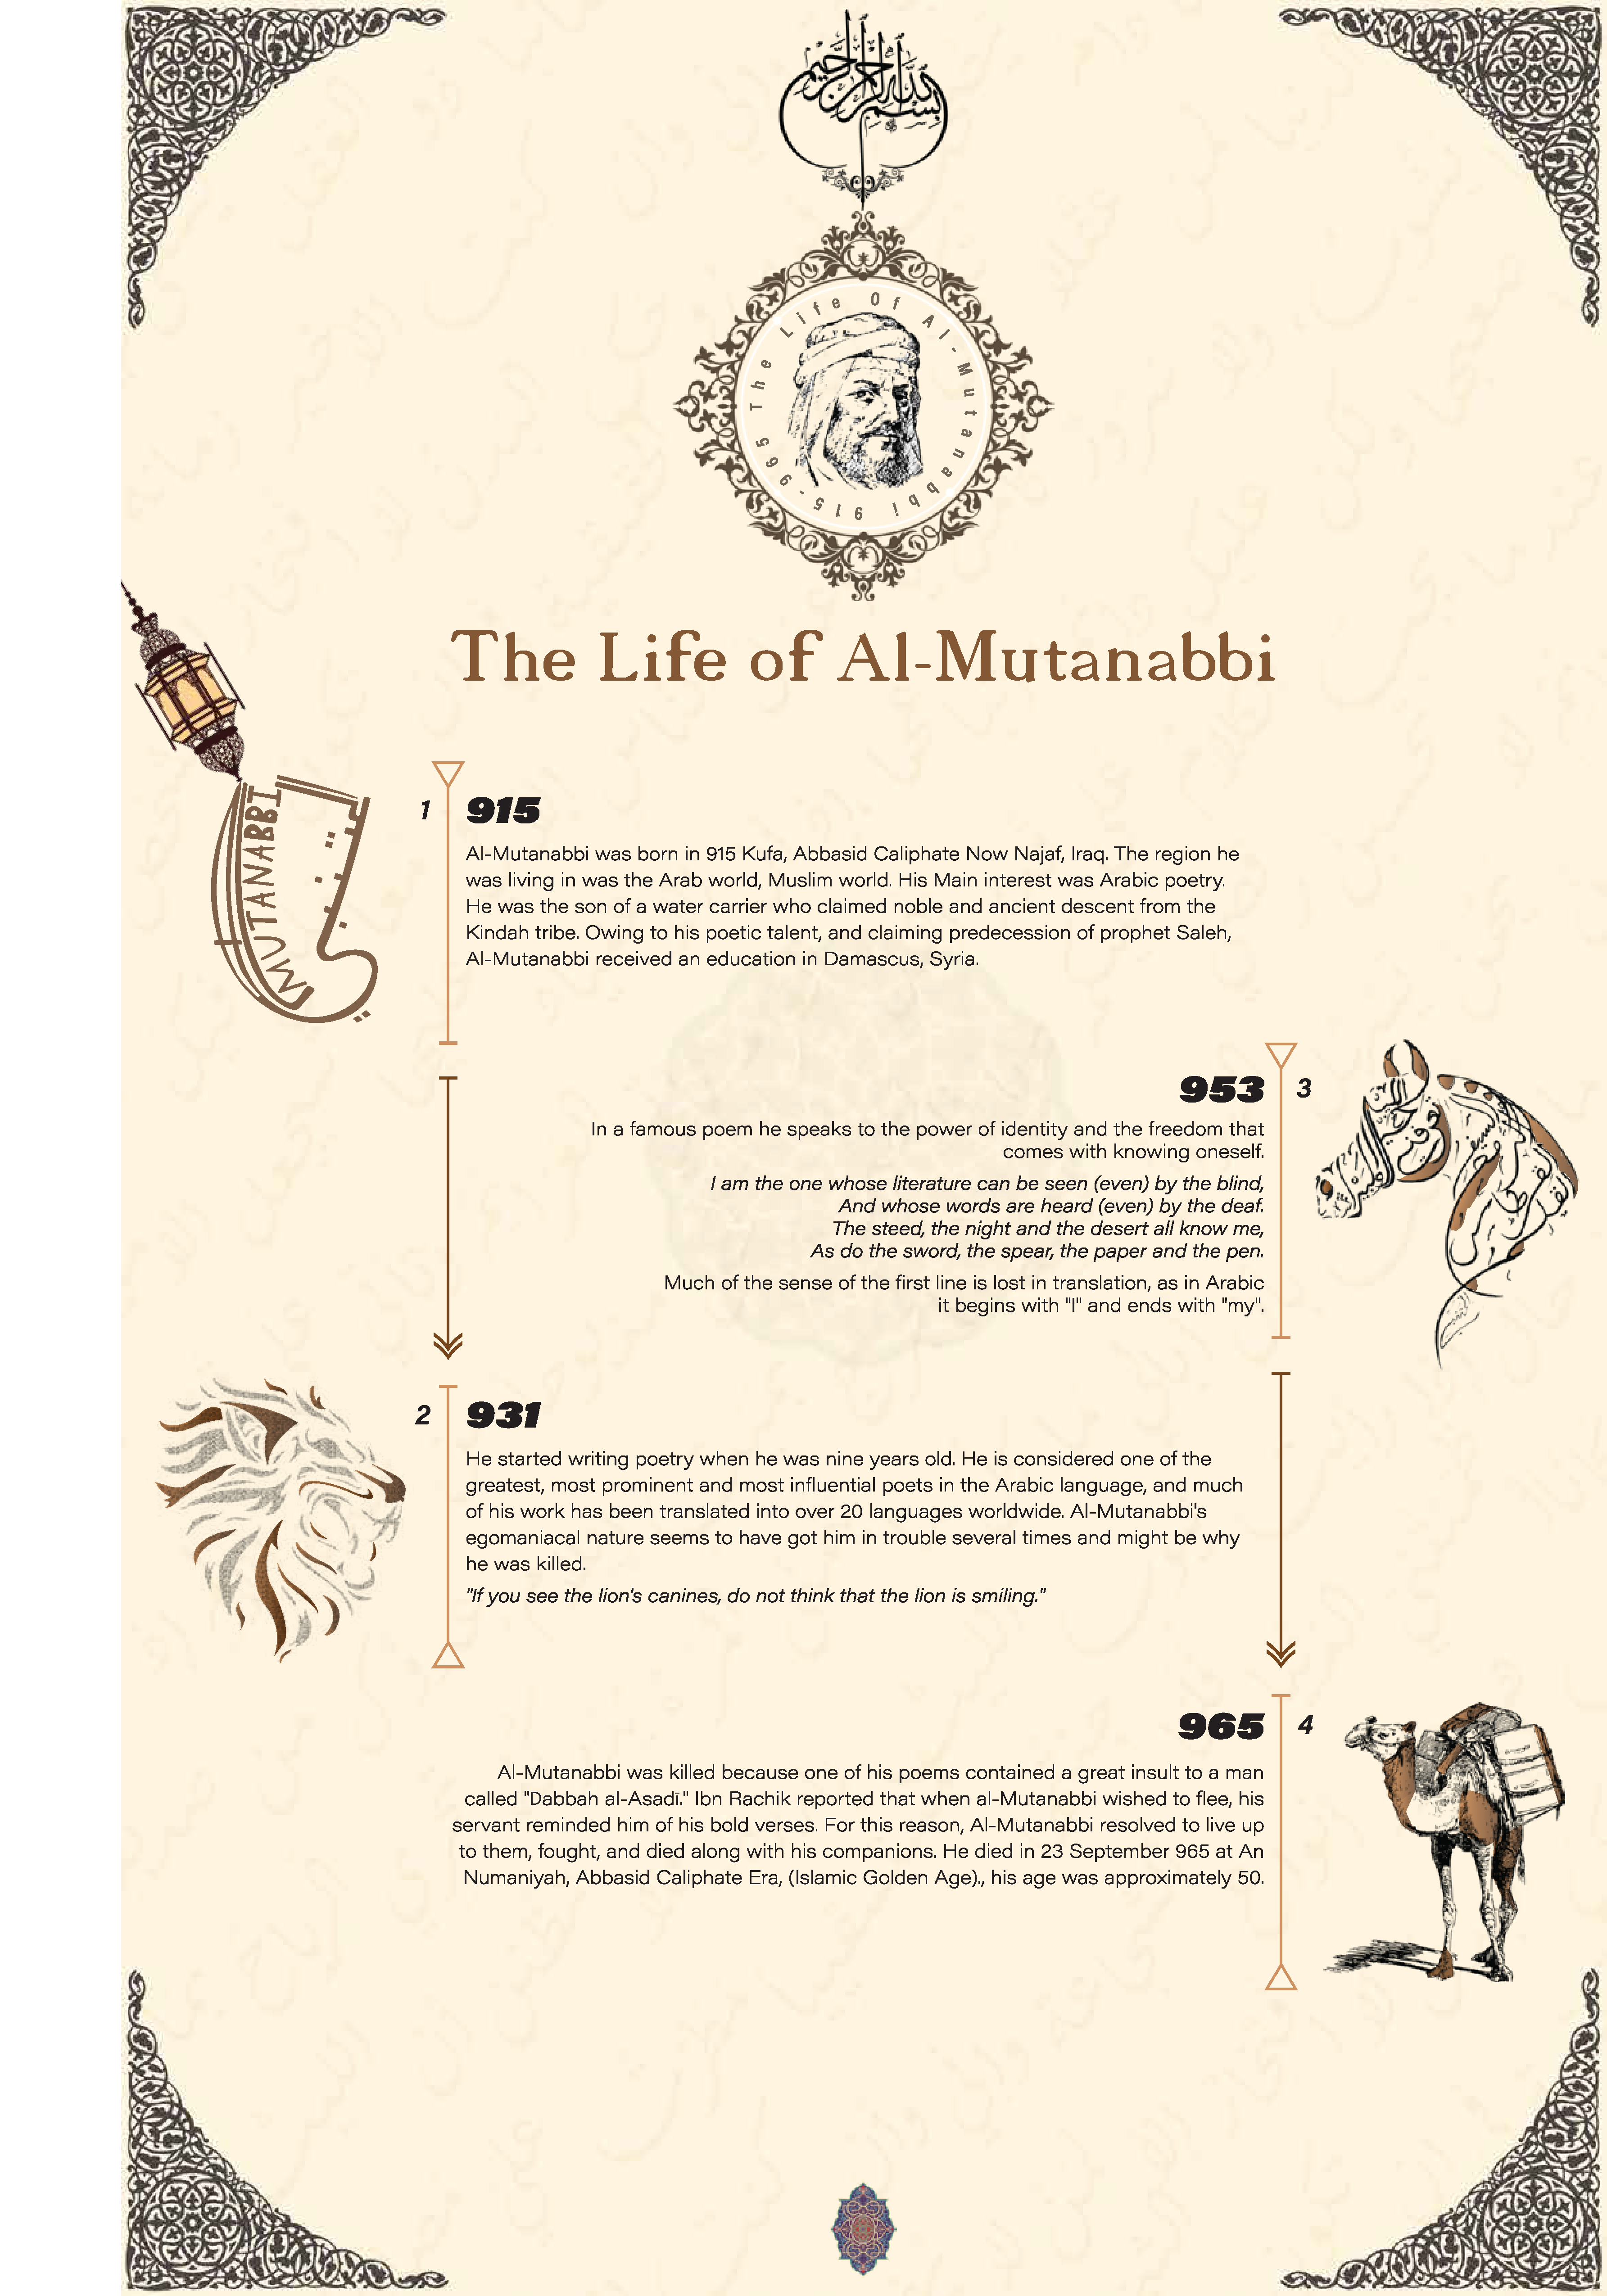 بسم الله الرحمن الرحيم
The Life Of Al-Mutanabbi 915-965
The Life of Al-Mutanabbi
MUTANABBI
1
915
Al-Mutanabbi was born in 915 Kufa, Abbasid Caliphate Now Najaf, Iraq. The region he
was living in was the Arab world, Muslim world. His Main interest was Arabic poetry.
He was the son of a water carrier who claimed noble and ancient descent from the
Kindah tribe. Owing to his poetic talent, and claiming predecession of prophet Saleh,
Al-Mutanabbi received an education in Damascus, Syria.
2
931
He started writing poetry when he was nine years old. He is considered one of the
greatest, most prominent and most influential poets in the Arabic language, and much
of his work has been translated into over 20 languages worldwide. Al-Mutanabbi's
egomaniacal nature seems to have got him in trouble several times and might be why
he was killed.
"If you see the lion's canines, do not think that the lion is smiling."
953
3
In a famous poem he speaks to the power of identity and the freedom that
comes with knowing oneself.
I am the one whose literature can be seen (even) by the blind,
And whose words are heard (even) by the deaf.
The steed, the night and the desert all know me,
As do the sword, the spear, the paper and the pen.
Much of the sense of the first line is lost in translation, as in Arabic
it begins with "I" and ends with "my".
965
4
Al-Mutanabbi was killed because one of his poems contained a great insult to a man
called "Dabbah al-Asadī." Ibn Rachik reported that when al-Mutanabbi wished to flee, his
servant reminded him of his bold verses. For this reason, Al-Mutanabbi resolved to live up
to them, fought, and died along with his companions. He died in 23 September 965 at An
Numaniyah, Abbasid Caliphate Era, (Islamic Golden Age)., his age was approximately 50.